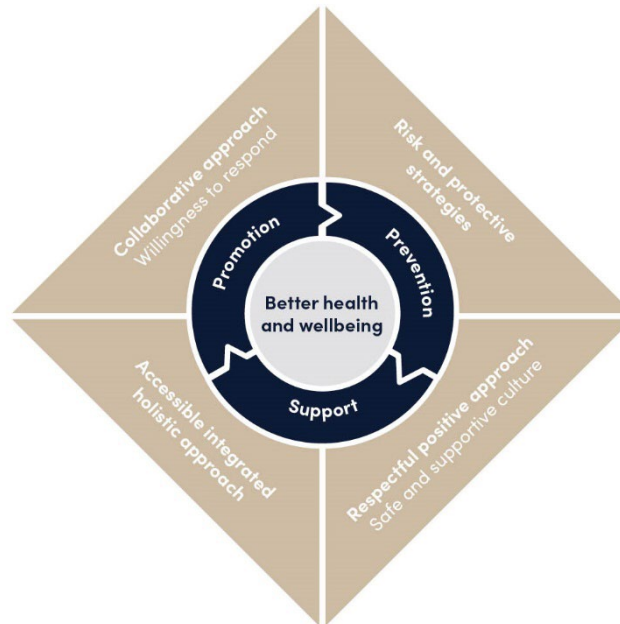 Collaborative approach
Willingness to respond
Risk and protective
strategies
Promotion
Prevention
Better health
and wellbeing
Support
Accessible integrated
holistic approach
Respectful positive approach
Safe and supportive culture